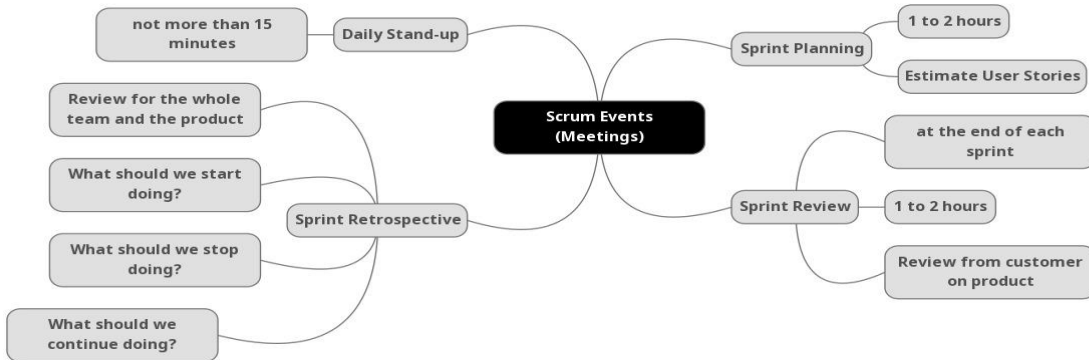 Scrum Events
(Meetings)
Daily Stand-up
not more than 15
minutes
Sprint Retrospective
Review for the whole
team and the product
What should we start
doing?
What should we stop
doing?
What should we
continue doing?
Sprint Planning
1 to 2 hours
Estimate User Stories
Sprint Review
at the end of each
sprint
1 to 2 hours
Review from customer
on product